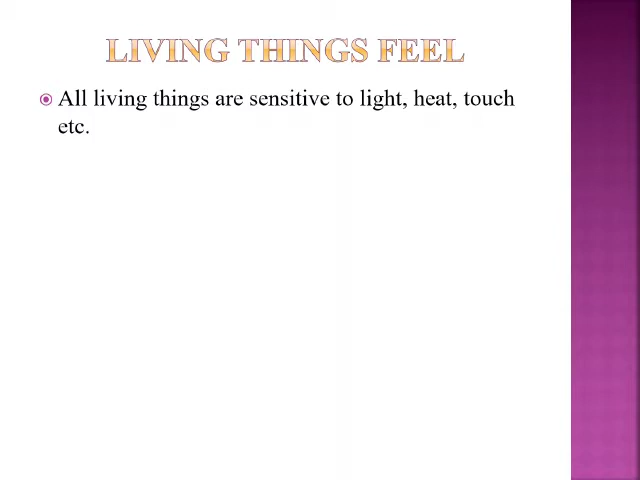 LIVING THINGS FEEL
All living things are sensitive to light, heat, touch
etc.